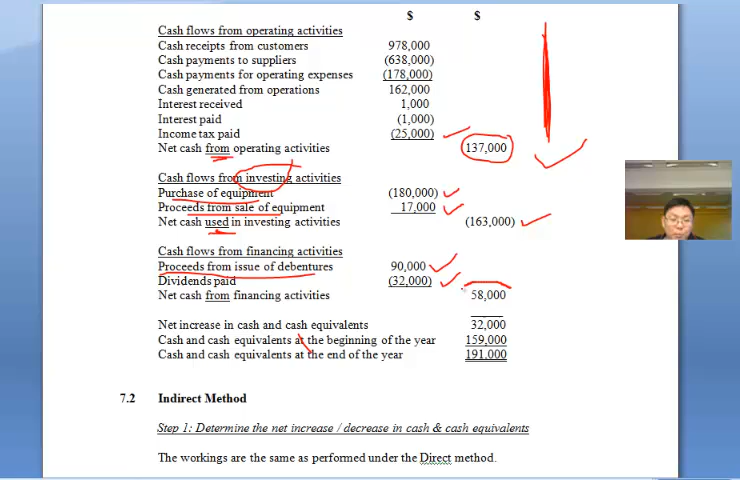 $ $
Cash flows from operating activities
Cash receipts from customers 978,000
Cash payments to suppliers (638,000)
Cash payments for operating expenses (178,000)
Cash generated from operations 162,000
Interest received 1,000
Interest paid (1,000)
Income tax paid (25,000)
Net cash from operating activities 137,000
Cash flows from investing activities
Purchase of equipment (180,000)
Proceeds from sale of equipment 17,000
Net cash used in investing activities (163,000)
Cash flows from financing activities
Proceeds from issue of debentures 90,000
Dividends paid (32,000)
Net cash from financing activities 58,000
Net increase in cash and cash equivalents 32,000
Cash and cash equivalents at the beginning of the year 159,000
Cash and cash equivalents at the end of the year 191,000
7.2 Indirect Method
Step 1: Determine the net increase / decrease in cash & cash equivalents
The workings are the same as performed under the Direct method.